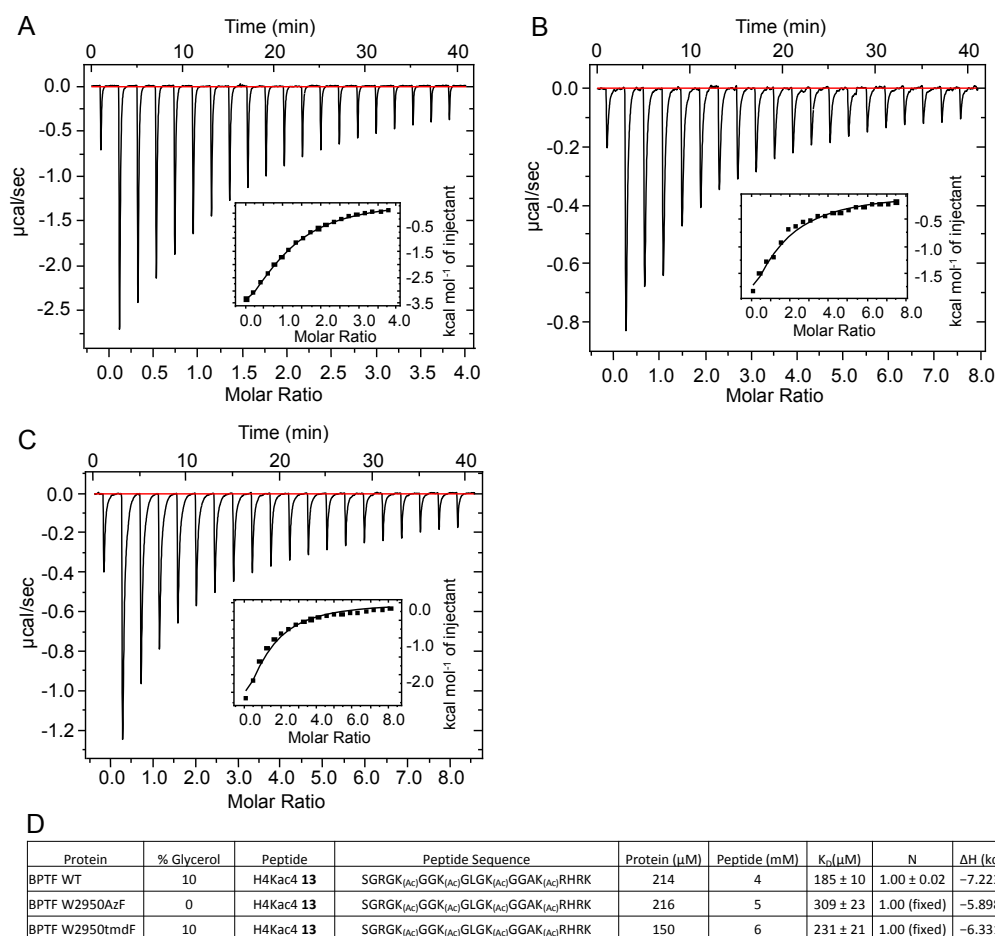 A
Time (min)
0 10 20 30 40
0.0
-0.5
-1.0
-1.5
-2.0
-2.5
µcal/sec
-0.5
-1.5
-2.5
-3.5
kcal mol⁻¹ of injectant
0.0 1.0 2.0 3.0 4.0
Molar Ratio
0.0 0.5 1.0 1.5 2.0 2.5 3.0 3.5 4.0
Molar Ratio
B
Time (min)
0 10 20 30 40
0.0
-0.2
-0.4
-0.6
-0.8
µcal/sec
-0.5
-1.0
-1.5
kcal mol⁻¹ of injectant
0.0 2.0 4.0 6.0 8.0
Molar Ratio
0.0 1.0 2.0 3.0 4.0 5.0 6.0 7.0 8.0
Molar Ratio
C
Time (min)
0 10 20 30 40
0.0
-0.2
-0.4
-0.6
-0.8
-1.0
-1.2
µcal/sec
0.0
-1.0
-2.0
kcal mol⁻¹ of injectant
0.0 2.0 4.0 6.0 8.0
Molar Ratio
0.0 1.0 2.0 3.0 4.0 5.0 6.0 7.0 8.0
Molar Ratio
D
Protein % Glycerol Peptide Peptide Sequence Protein (µM) Peptide (mM) K_D(µM) N ΔH
BPTF WT 10 H4Kac4 13 SGRGK(Ac)GGK(Ac)GLGK(Ac)GGAK(Ac)RHRK 214 4 185 ± 10 1.00 ± 0.02
BPTF W2950AzF 0 H4Kac4 13 SGRGK(Ac)GGK(Ac)GLGK(Ac)GGAK(Ac)RHRK 216 5 309 ± 23 1.00 (fixed)
BPTF W2950tmdF 10 H4Kac4 13 SGRGK(Ac)GGK(Ac)GLGK(Ac)GGAK(Ac)RHRK 150 6 231 ± 21 1.00 (fixed)